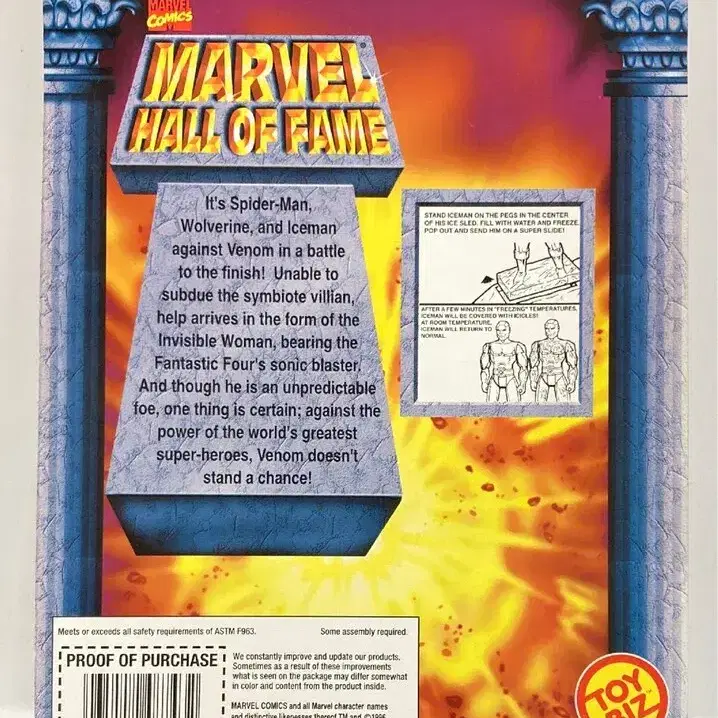 MARVEL
COMICS
MARVEL
HALL OF FAME
It's Spider-Man,
Wolverine, and Iceman
against Venom in a battle
to the finish! Unable to
subdue the symbiote villian,
help arrives in the form of the
Invisible Woman, bearing the
Fantastic Four's sonic blaster.
And though he is an unpredictable
foe, one thing is certain; against the
power of the world's greatest
super-heroes, Venom doesn't
stand a chance!
STAND ICEMAN ON THE PEGS IN THE CENTER
OF HIS ICE SLED. FILL WITH WATER AND FREEZE.
POP OUT AND SEND HIM ON A SUPER SLIDE!
AFTER A FEW MINUTES IN "FREEZING" TEMPERATURES,
ICEMAN WILL BE COVERED WITH ICICLES!
AT ROOM TEMPERATURE,
ICEMAN WILL RETURN TO
NORMAL.
Meets or exceeds all safety requirements of ASTM F963.
Some assembly required.
PROOF OF PURCHASE
We constantly improve and update our products.
Sometimes as a result of these improvements
what is seen on the package may differ somewhat
in color and content from the product inside.
MARVEL COMICS and all Marvel character names
and distinctive likenesses thereof TM and ©1996
TOY
BIZ